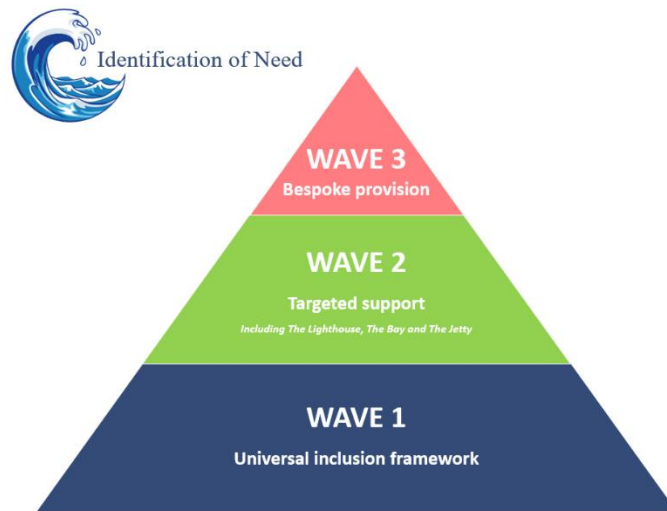 Identification of Need
WAVE 3
Bespoke provision
WAVE 2
Targeted support
Including The Lighthouse, The Bay and The Jetty
WAVE 1
Universal inclusion framework